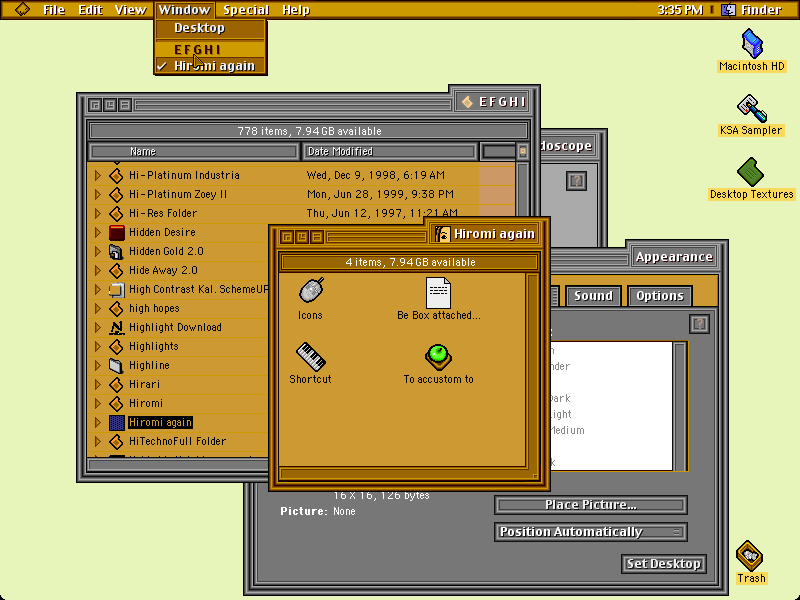 File Edit View Window Special Help
3:35 PM Finder
Desktop
EFGHI
✓ Hiromi again
Macintosh HD
KSA Sampler
Desktop Textures
Trash
EFGHI
778 items, 7.94 GB available
Name Date Modified
Hi-Platinum Industria Wed, Dec 9, 1998, 6:19 AM
Hi-Platinum Zoey II Mon, Jun 28, 1999, 9:38 PM
Hi-Res Folder Thu, Jun 12, 1997, 11:21 AM
Hidden Desire
Hidden Gold 2.0
Hide Away 2.0
High Contrast Kal. SchemeUP
high hopes
Highlight Download
Highlights
Highline
Hirari
Hiromi
Hiromi again
HiTechnoFull Folder
doscope
Hiromi again
4 items, 7.94 GB available
Icons
Be Box attached...
Shortcut
To accustom to
Appearance
Sound Options
nder
Dark
Light
Medium
k
16 X 16, 126 bytes
Picture: None
Place Picture...
Position Automatically
Set Desktop